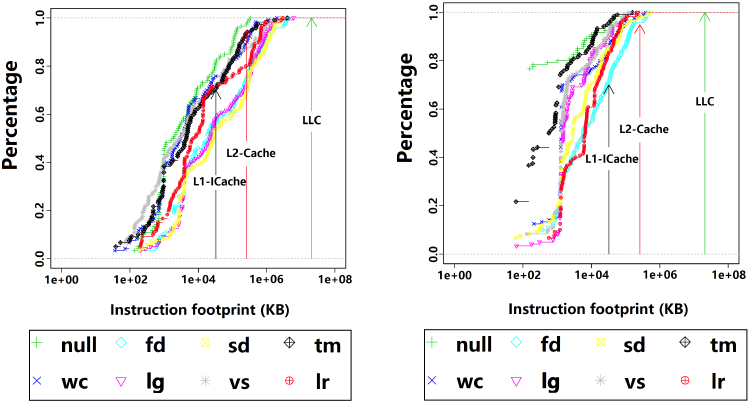 Percentage
0.0 0.2 0.4 0.6 0.8 1.0
LLC
L2-Cache
L1-ICache
1e+00 1e+02 1e+04 1e+06 1e+08
Instruction footprint (KB)
null fd sd tm
wc lg vs lr
Percentage
0.0 0.2 0.4 0.6 0.8 1.0
LLC
L2-Cache
L1-ICache
1e+00 1e+02 1e+04 1e+06 1e+08
Instruction footprint (KB)
null fd sd tm
wc lg vs lr